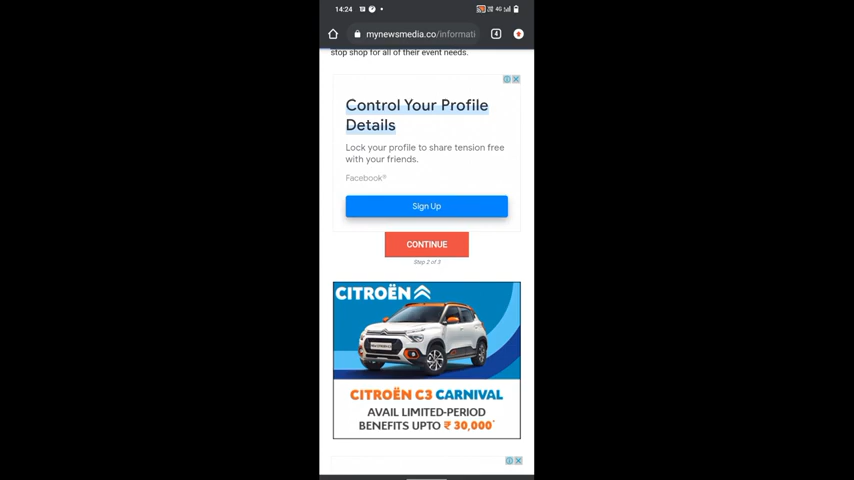 14:24
4G
mynewsmedia.co/informati
4
stop shop for all of their event needs.
Control Your Profile
Details
Lock your profile to share tension free
with your friends.
Facebook®
Sign Up
CONTINUE
Step 2 of 3
CITROËN
CITROËN C3 CARNIVAL
AVAIL LIMITED-PERIOD
BENEFITS UPTO ₹ 30,000*